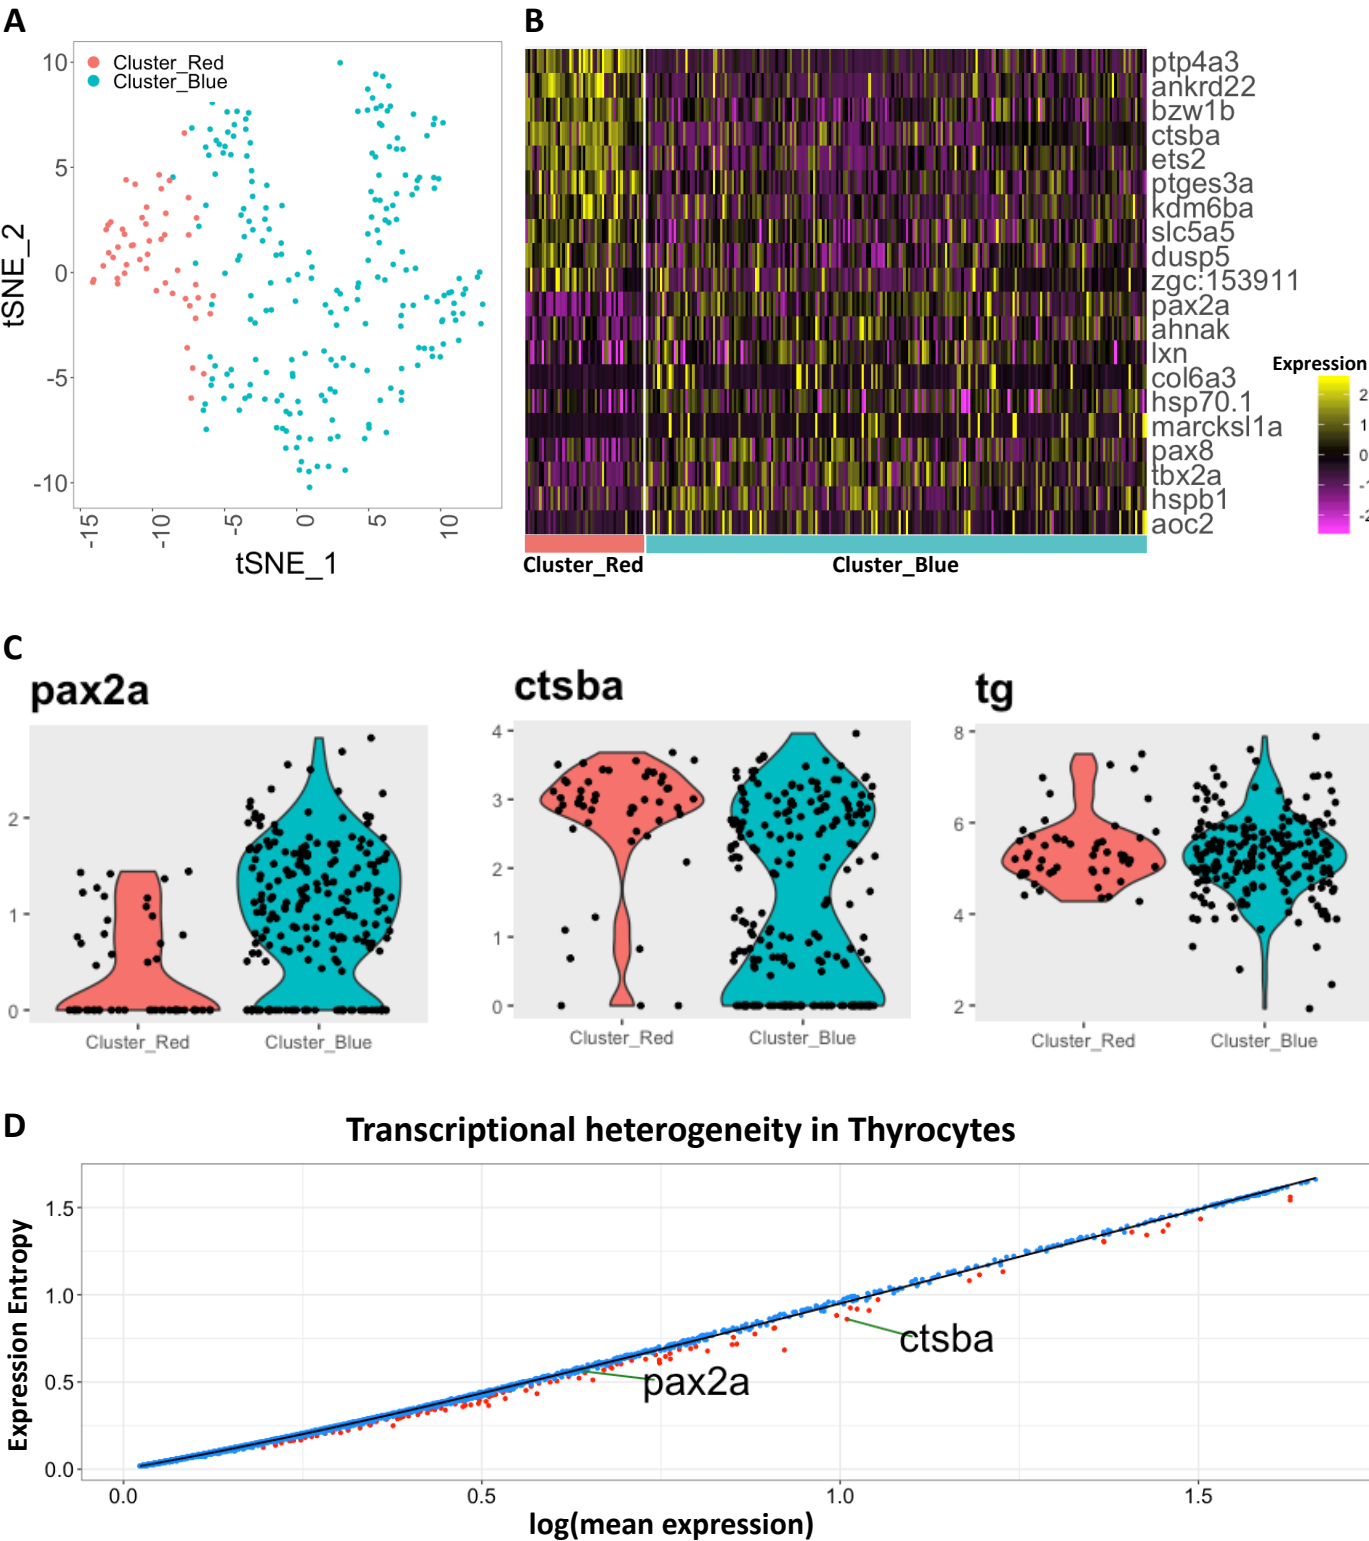 A
Cluster_Red
Cluster_Blue
10
5
0
-5
-10
tSNE_2
-15
-10
-5
0
5
10
tSNE_1
B
ptp4a3
ankrd22
bzw1b
ctsba
ets2
ptges3a
kdm6ba
slc5a5
dusp5
zgc:153911
pax2a
ahnak
lxn
col6a3
hsp70.1
marcksl1a
pax8
tbx2a
hspb1
aoc2
Cluster_Red
Cluster_Blue
Expression
2
1
0
-1
-2
C
pax2a
2
1
0
Cluster_Red
Cluster_Blue
ctsba
4
3
2
1
0
Cluster_Red
Cluster_Blue
tg
8
6
4
2
Cluster_Red
Cluster_Blue
D
Transcriptional heterogeneity in Thyrocytes
Expression Entropy
1.5
1.0
0.5
0.0
ctsba
pax2a
0.0
0.5
1.0
1.5
log(mean expression)